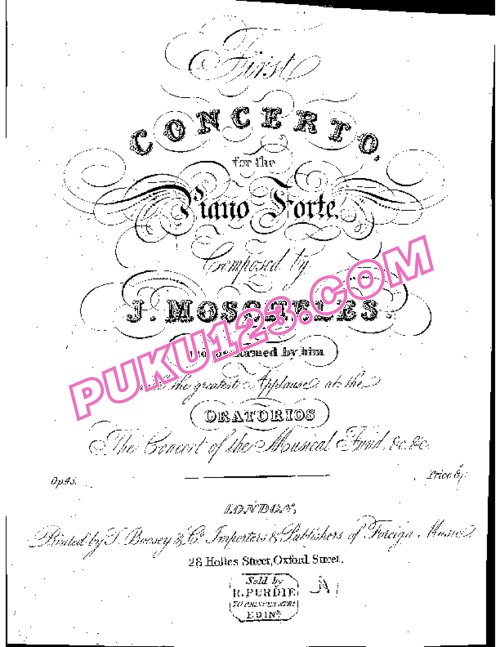 First
CONCERTO,
for the
Piano Forte,
Composed by
J. MOSCHELES.
PUKU123.COM
and performed by him
with the greatest Applause at the
ORATORIOS
The Concert of the Musical Fund, &c. &c.
Op 45.
Price 8/-
LONDON,
Printed by T. Boosey & Co. Importers & Publishers of Foreign Music
28 Holles Street, Oxford Street.
Sold by
R. PURDIE
EDINr.